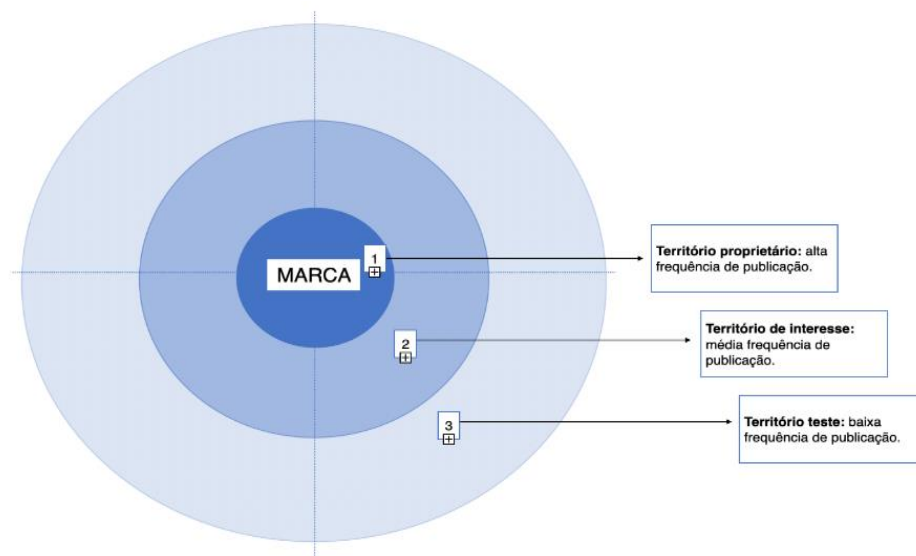 MARCA
1
Território proprietário: alta
frequência de publicação.
2
Território de interesse:
média frequência de
publicação.
3
Território teste: baixa
frequência de publicação.